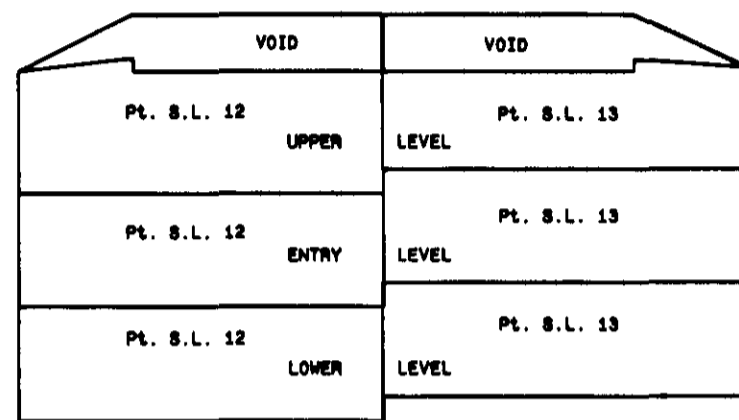 VOID VOID
Pt. S.L. 12 Pt. S.L. 13
UPPER LEVEL
Pt. S.L. 12 Pt. S.L. 13
ENTRY LEVEL
Pt. S.L. 12 Pt. S.L. 13
LOWER LEVEL